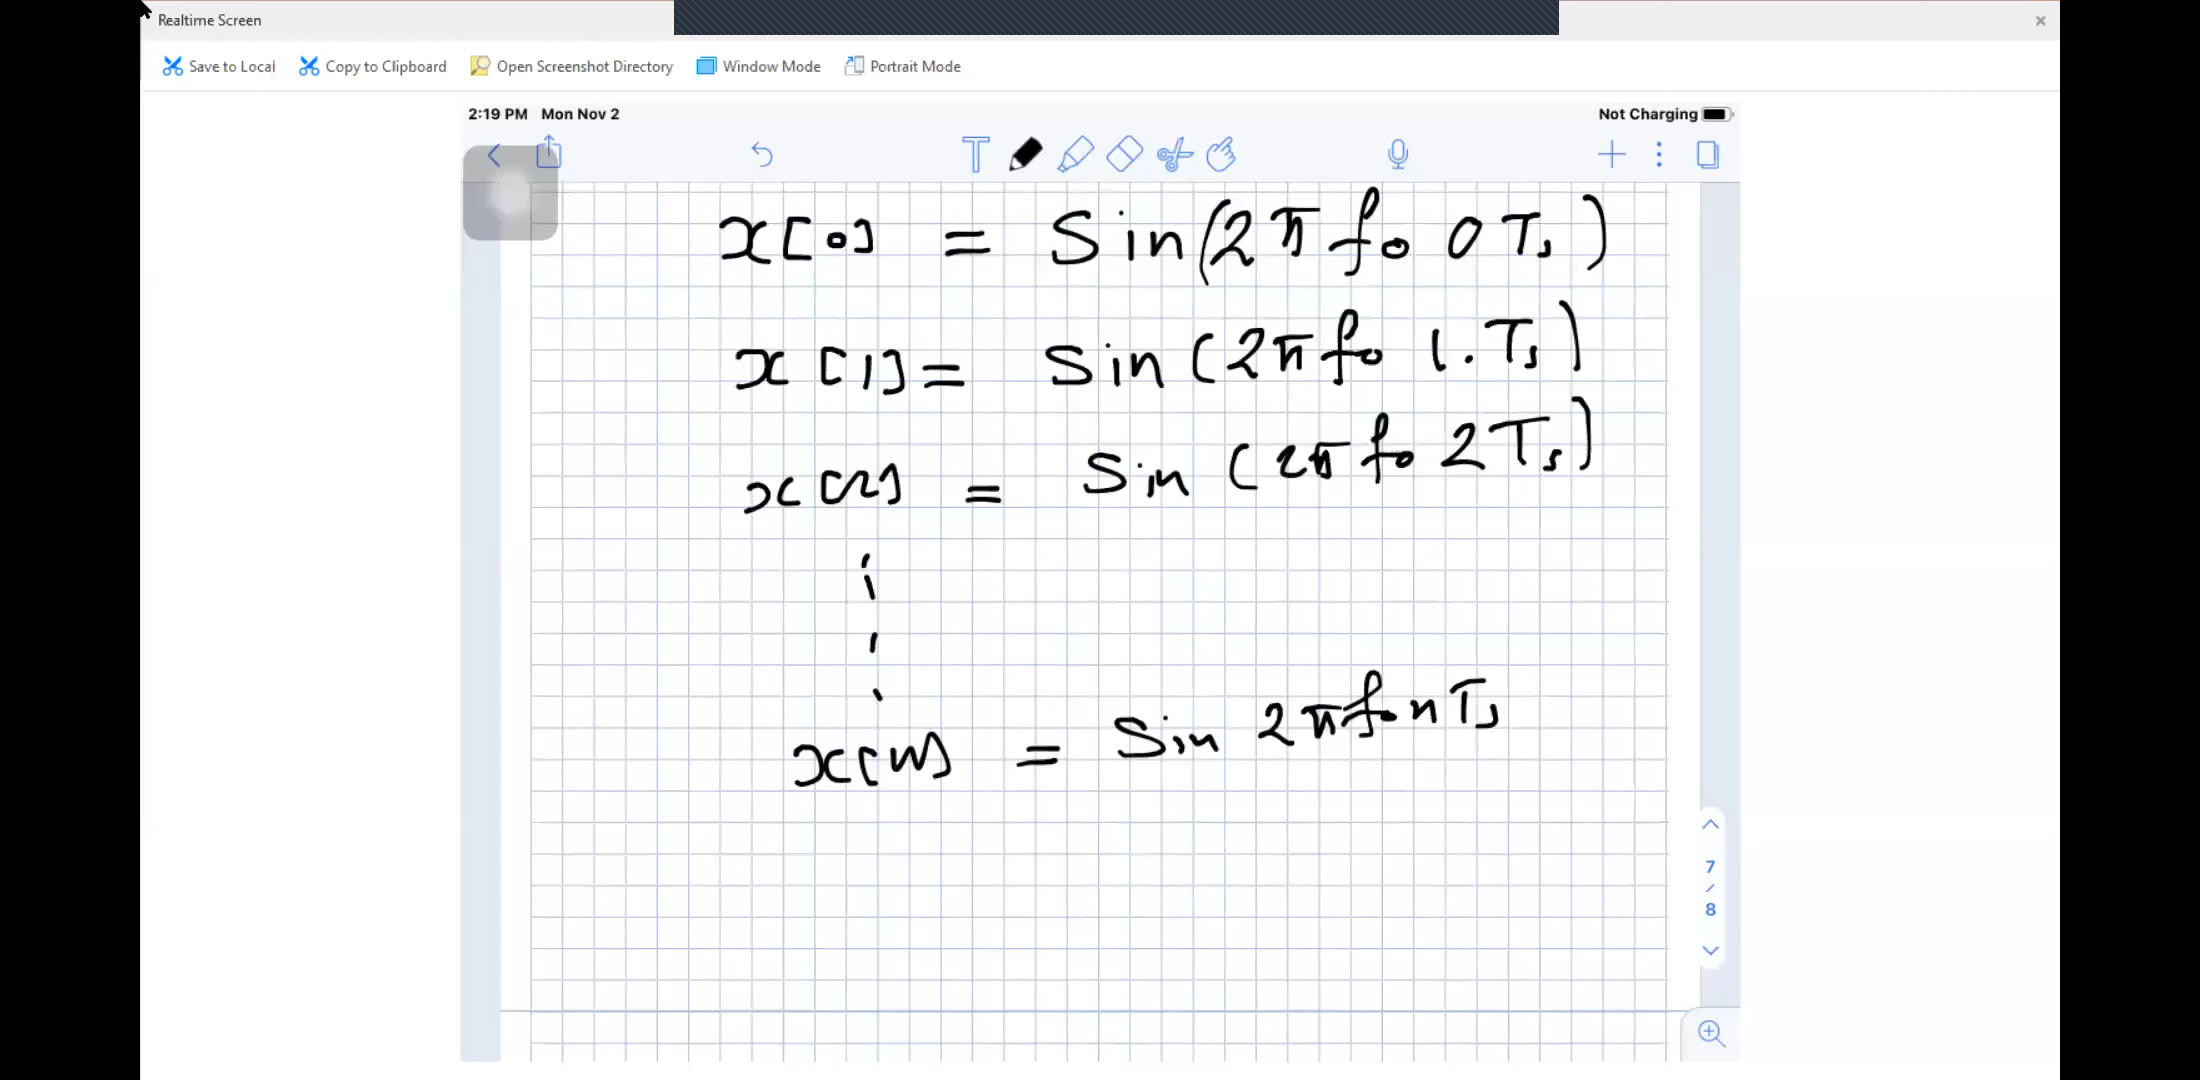 Realtime Screen
Save to Local Copy to Clipboard Open Screenshot Directory Window Mode Portrait Mode
2:19 PM Mon Nov 2 Not Charging
x[0] = Sin(2π fo 0 Ts)
x[1] = Sin(2π fo 1. Ts)
x[2] = Sin (2π fo 2 Ts)
x[n] = Sin 2π fo n Ts
7
/
8